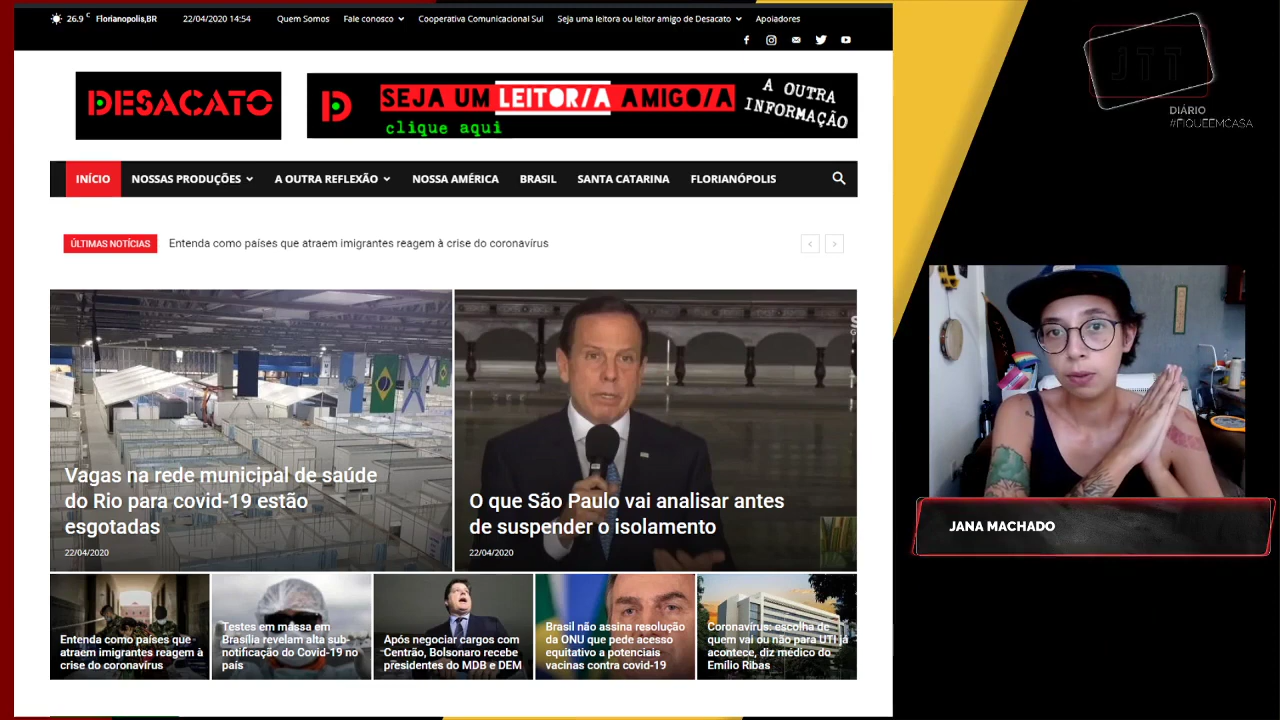 26.9 C Florianopolis,BR 22/04/2020 14:54 Quem Somos Fale conosco Cooperativa Comunicacional Sul Seja uma leitora ou leitor amigo de Desacato Apoiadores
DESACATO
D SEJA UM LEITOR/A AMIGO/A
clique aqui
A OUTRA
INFORMAÇÃO
INÍCIO NOSSAS PRODUÇÕES A OUTRA REFLEXÃO NOSSA AMÉRICA BRASIL SANTA CATARINA FLORIANÓPOLIS
ÚLTIMAS NOTÍCIAS Entenda como países que atraem imigrantes reagem à crise do coronavírus
Vagas na rede municipal de saúde
do Rio para covid-19 estão
esgotadas
22/04/2020
O que São Paulo vai analisar antes
de suspender o isolamento
22/04/2020
Entenda como países que
atraem imigrantes reagem à
crise do coronavírus
Testes em massa em
Brasília revelam alta sub-
notificação do Covid-19 no
país
Após negociar cargos com
Centrão, Bolsonaro recebe
presidentes do MDB e DEM
Brasil não assina resolução
da ONU que pede acesso
equitativo a potenciais
vacinas contra covid-19
Coronavírus: escolha de
quem vai ou não para UTI já
acontece, diz médico do
Emílio Ribas
JTT
DIÁRIO
#FIQUEEMCASA
JANA MACHADO